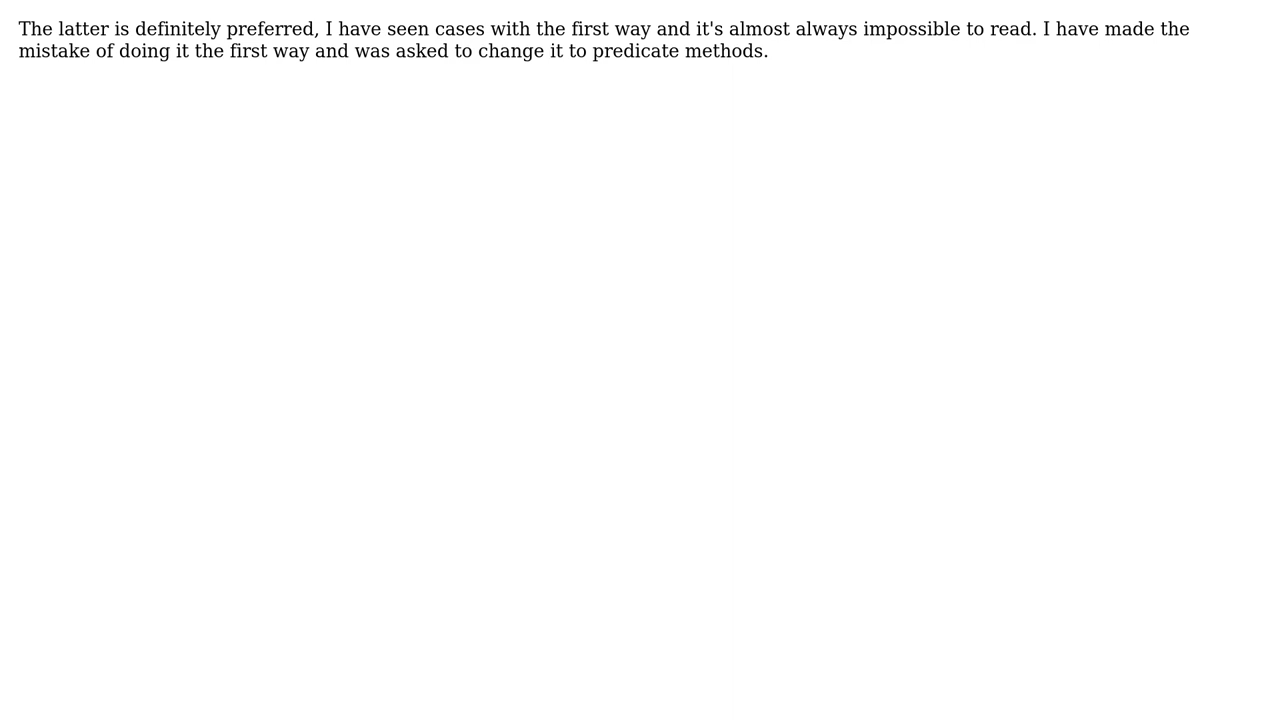 The latter is definitely preferred, I have seen cases with the first way and it's almost always impossible to read. I have made the
mistake of doing it the first way and was asked to change it to predicate methods.